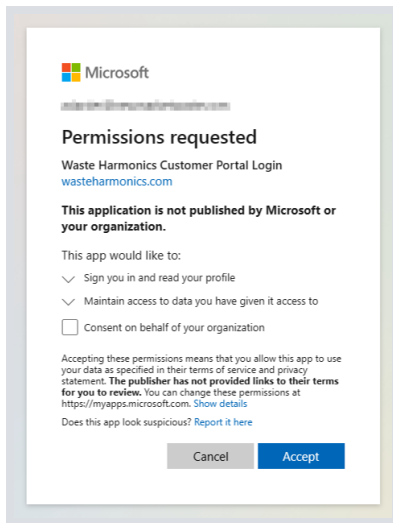 Microsoft
Permissions requested
Waste Harmonics Customer Portal Login
wasteharmonics.com
This application is not published by Microsoft or
your organization.
This app would like to:
Sign you in and read your profile
Maintain access to data you have given it access to
Consent on behalf of your organization
Accepting these permissions means that you allow this app to use
your data as specified in their terms of service and privacy
statement. The publisher has not provided links to their terms
for you to review. You can change these permissions at
https://myapps.microsoft.com. Show details
Does this app look suspicious? Report it here
Cancel Accept